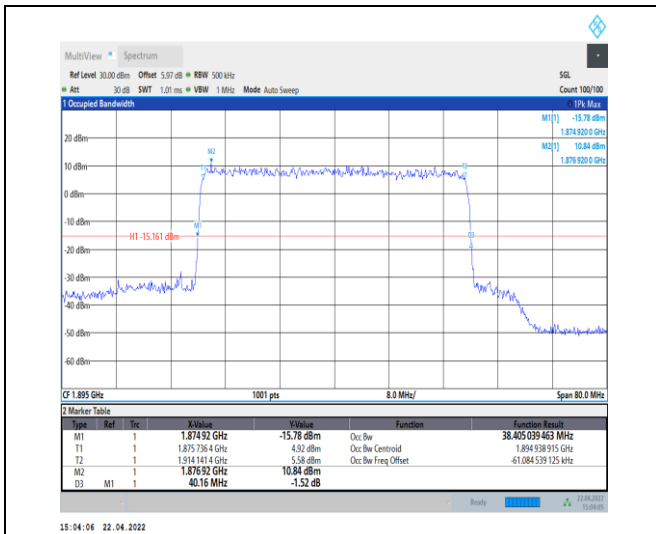 MultiView Spectrum
Ref Level 30.00 dBm Offset 5.97 dB RBW 500 kHz SGL
Att 30 dB SWT 1.01 ms VBW 1 MHz Mode Auto Sweep Count 100/100
1 Occupied Bandwidth 1Pk Max
M1[1] -15.78 dBm
1.874 920 0 GHz
M2[1] 10.84 dBm
1.876 920 0 GHz
20 dBm
M2
10 dBm
T1 T2
0 dBm
-10 dBm
M1
H1 -15.161 dBm D3
-20 dBm
-30 dBm
-40 dBm
-50 dBm
-60 dBm
CF 1.895 GHz 1001 pts 8.0 MHz/ Span 80.0 MHz
2 Marker Table
Type Ref Trc X-Value Y-Value Function Function Result
M1 1 1.874 92 GHz -15.78 dBm Occ Bw 38.405 039 463 MHz
T1 1 1.875 736 4 GHz 4.92 dBm Occ Bw Centroid 1.894 938 915 GHz
T2 1 1.914 141 4 GHz 5.58 dBm Occ Bw Freq Offset -61.084 539 125 kHz
M2 1 1.876 92 GHz 10.84 dBm
D3 M1 1 40.16 MHz -1.52 dB
Ready 22.04.2022
15:04:06 22.04.2022